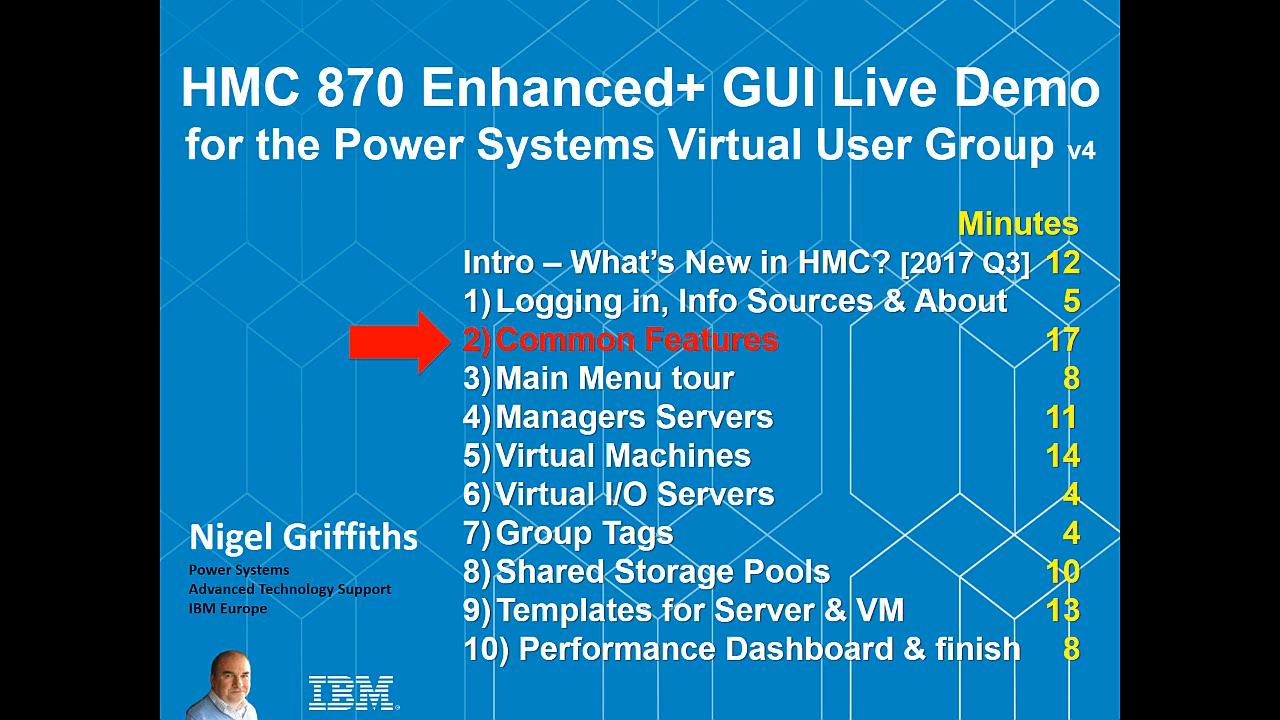 HMC 870 Enhanced+ GUI Live Demo
for the Power Systems Virtual User Group v4
Minutes
Intro – What's New in HMC? [2017 Q3] 12
1) Logging in, Info Sources & About 5
2) Common Features 17
3) Main Menu tour 8
4) Managers Servers 11
5) Virtual Machines 14
6) Virtual I/O Servers 4
7) Group Tags 4
8) Shared Storage Pools 10
9) Templates for Server & VM 13
10) Performance Dashboard & finish 8
Nigel Griffiths
Power Systems
Advanced Technology Support
IBM Europe
IBM®